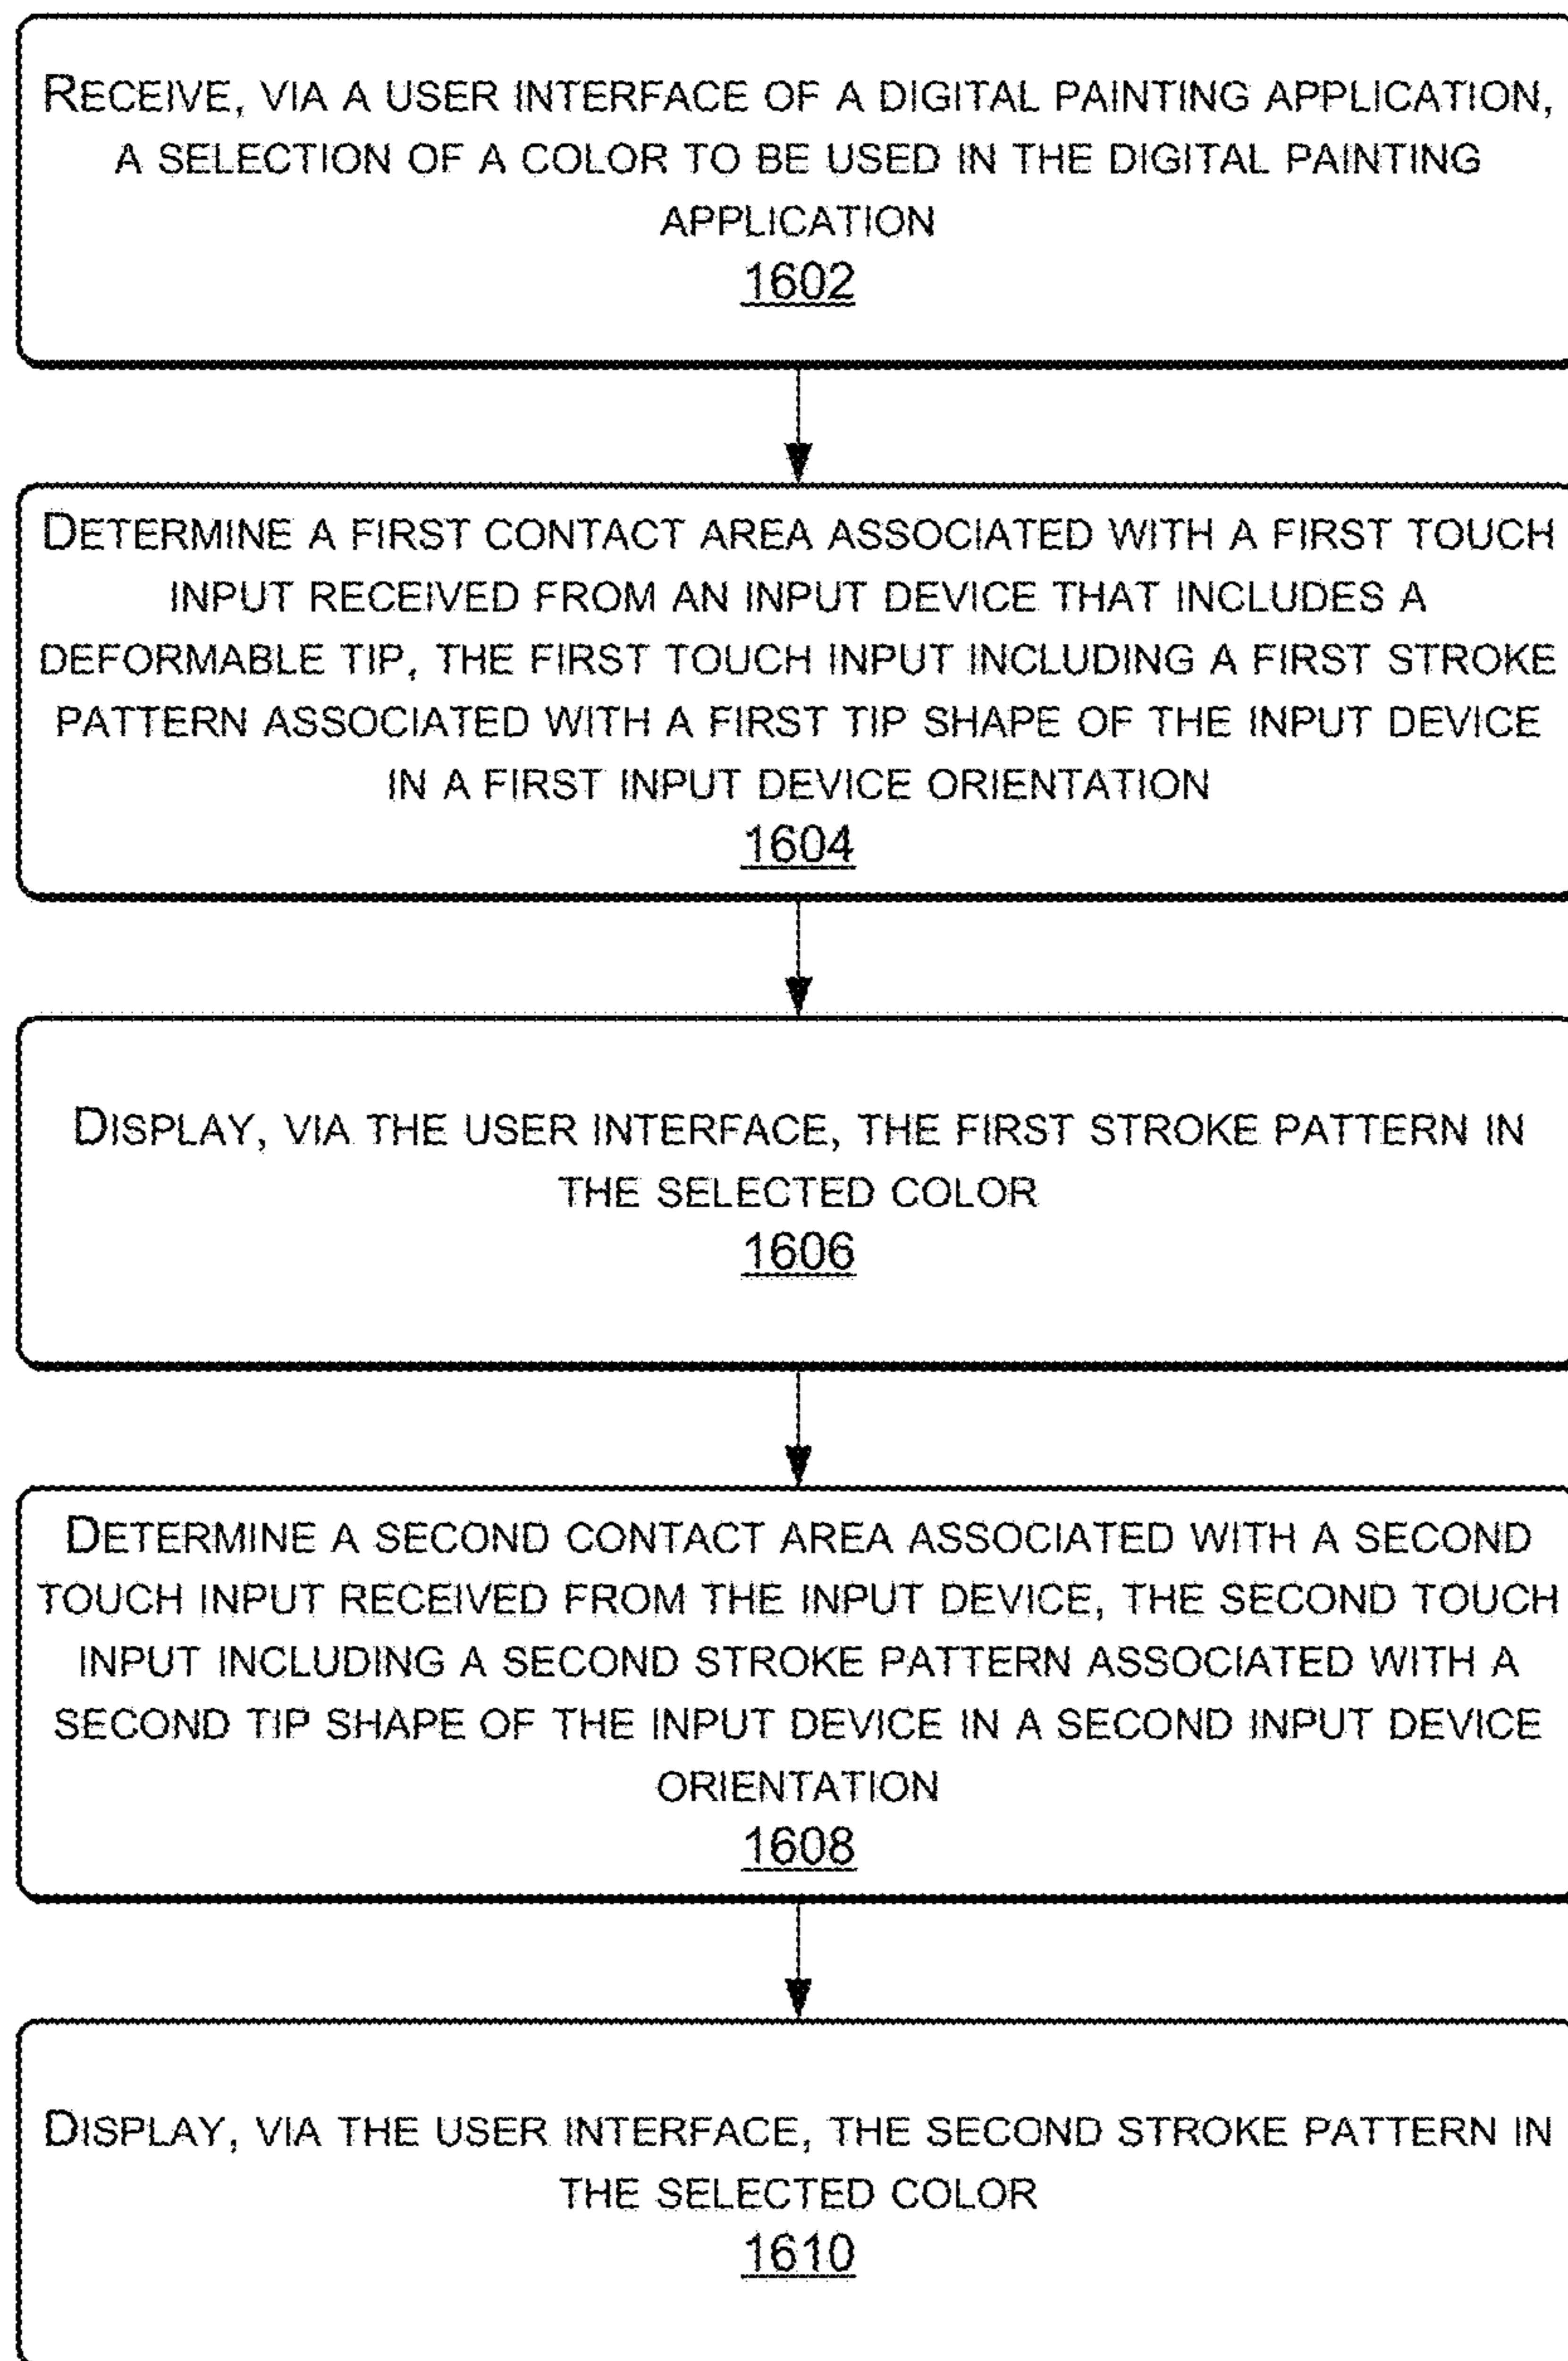 RECEIVE, VIA A USER INTERFACE OF A DIGITAL PAINTING APPLICATION,
A SELECTION OF A COLOR TO BE USED IN THE DIGITAL PAINTING
APPLICATION
1602
DETERMINE A FIRST CONTACT AREA ASSOCIATED WITH A FIRST TOUCH
INPUT RECEIVED FROM AN INPUT DEVICE THAT INCLUDES A
DEFORMABLE TIP, THE FIRST TOUCH INPUT INCLUDING A FIRST STROKE
PATTERN ASSOCIATED WITH A FIRST TIP SHAPE OF THE INPUT DEVICE
IN A FIRST INPUT DEVICE ORIENTATION
1604
DISPLAY, VIA THE USER INTERFACE, THE FIRST STROKE PATTERN IN
THE SELECTED COLOR
1606
DETERMINE A SECOND CONTACT AREA ASSOCIATED WITH A SECOND
TOUCH INPUT RECEIVED FROM THE INPUT DEVICE, THE SECOND TOUCH
INPUT INCLUDING A SECOND STROKE PATTERN ASSOCIATED WITH A
SECOND TIP SHAPE OF THE INPUT DEVICE IN A SECOND INPUT DEVICE
ORIENTATION
1608
DISPLAY, VIA THE USER INTERFACE, THE SECOND STROKE PATTERN IN
THE SELECTED COLOR
1610